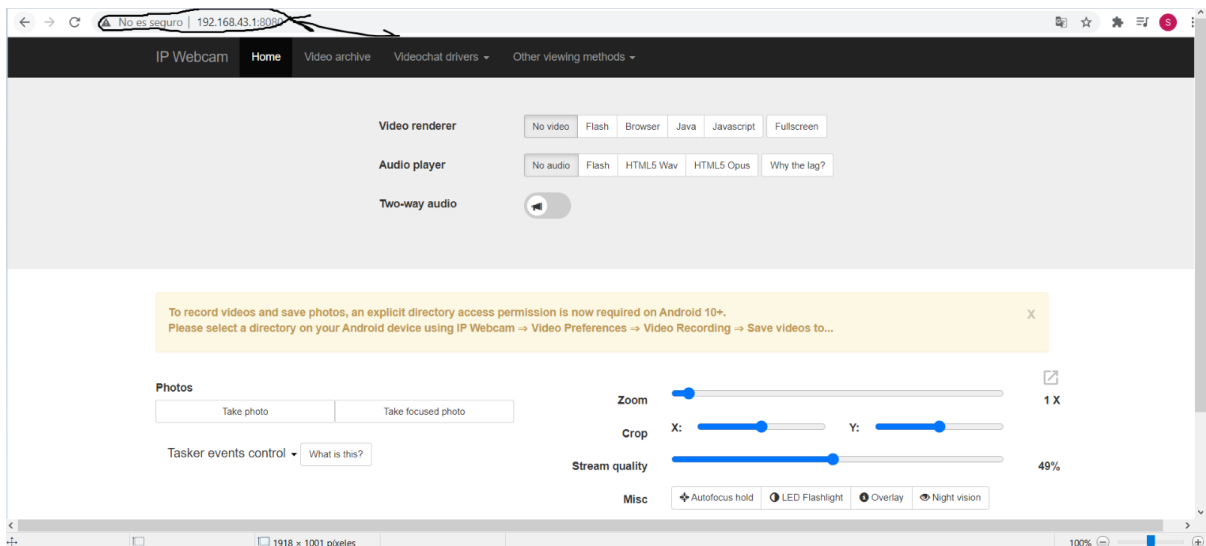 No es seguro | 192.168.43.1:8080
S
IP Webcam Home Video archive Videochat drivers Other viewing methods
Video renderer No video Flash Browser Java Javascript Fullscreen
Audio player No audio Flash HTML5 Wav HTML5 Opus Why the lag?
Two-way audio
To record videos and save photos, an explicit directory access permission is now required on Android 10+. x
Please select a directory on your Android device using IP Webcam ⇒ Video Preferences ⇒ Video Recording ⇒ Save videos to...
Photos
Take photo Take focused photo
Tasker events control What is this?
Zoom 1 X
Crop X: Y:
Stream quality 49%
Misc Autofocus hold LED Flashlight Overlay Night vision
1918 × 1001 píxeles 100%